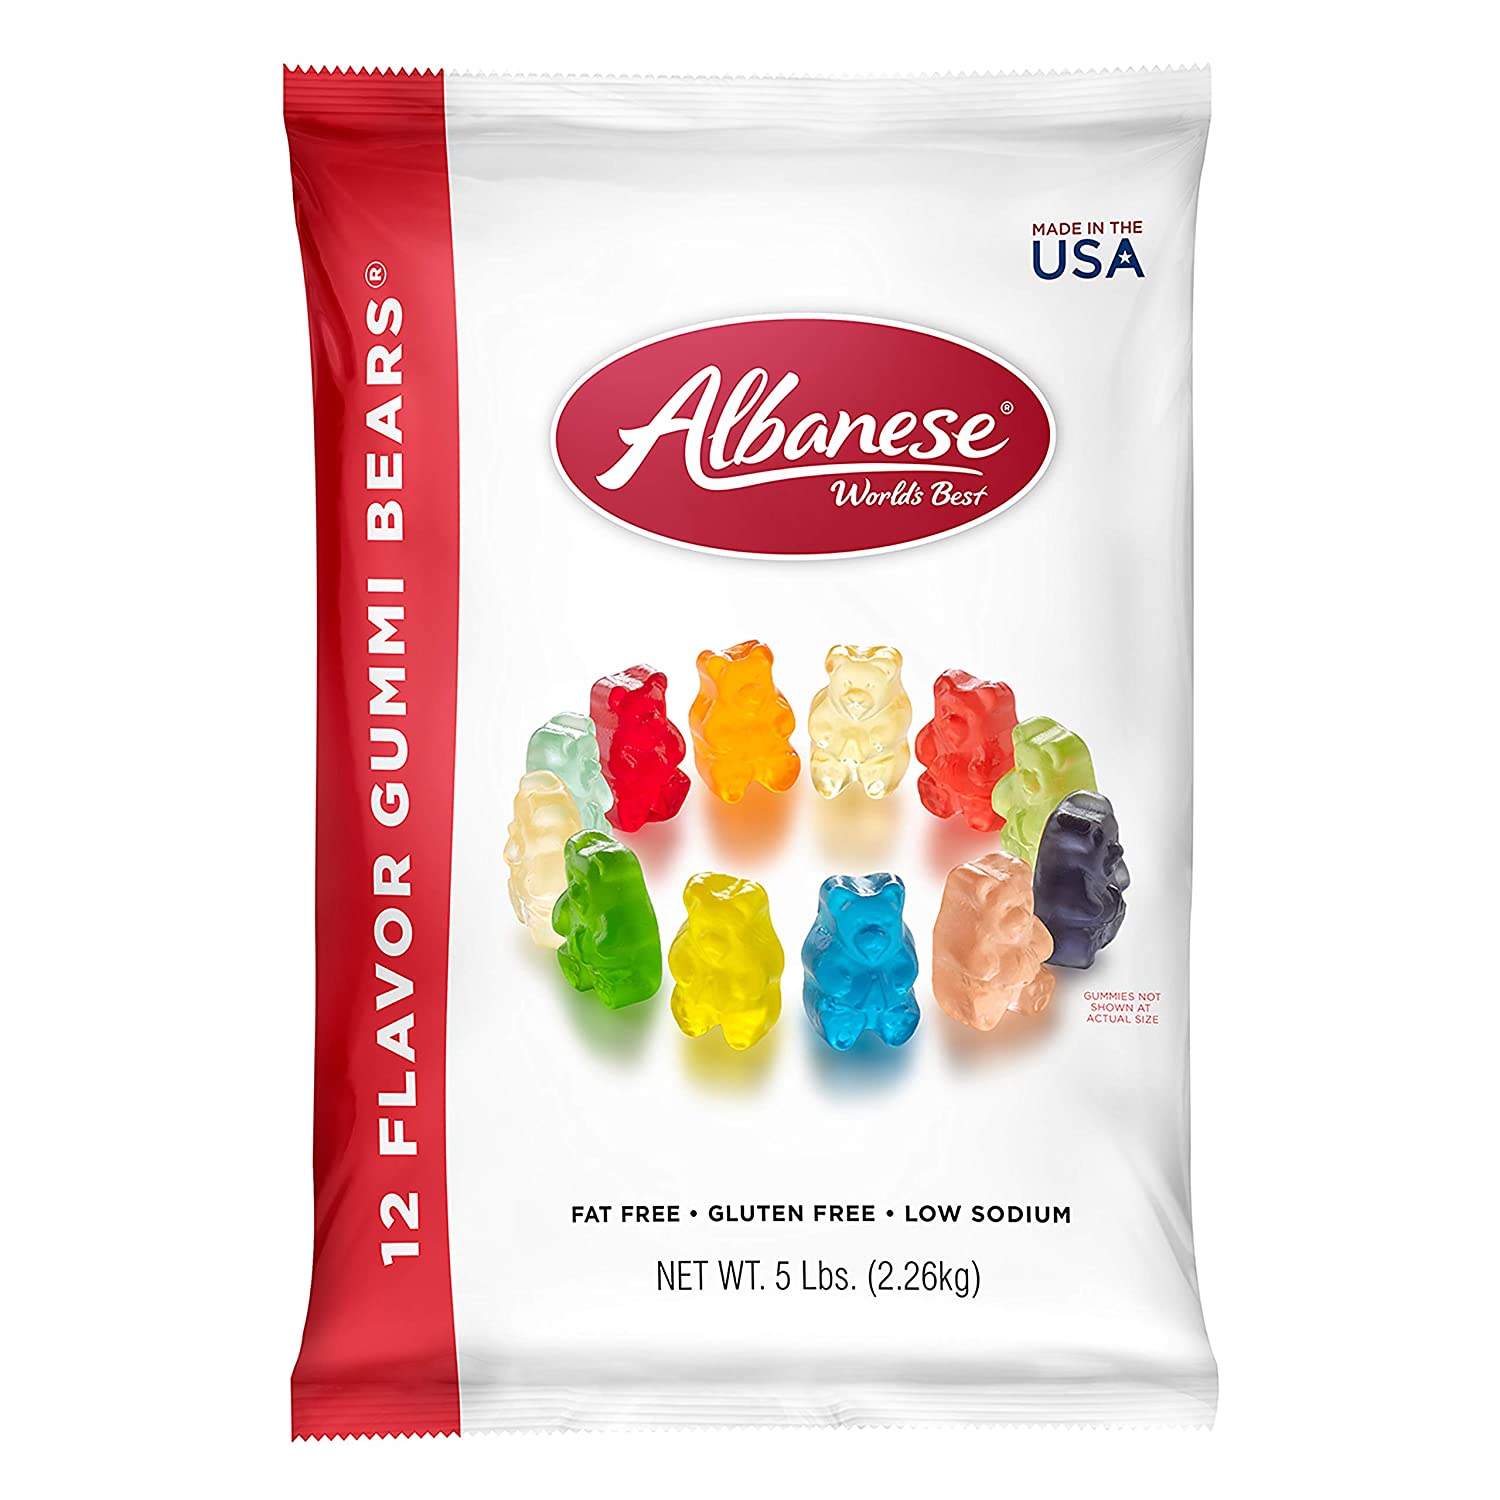 12 FLAVOR GUMMI BEARS®
MADE IN THE
USA
Albanese®
World's Best
GUMMIES NOT
SHOWN AT
ACTUAL SIZE
FAT FREE • GLUTEN FREE • LOW SODIUM
NET WT. 5 Lbs. (2.26kg)